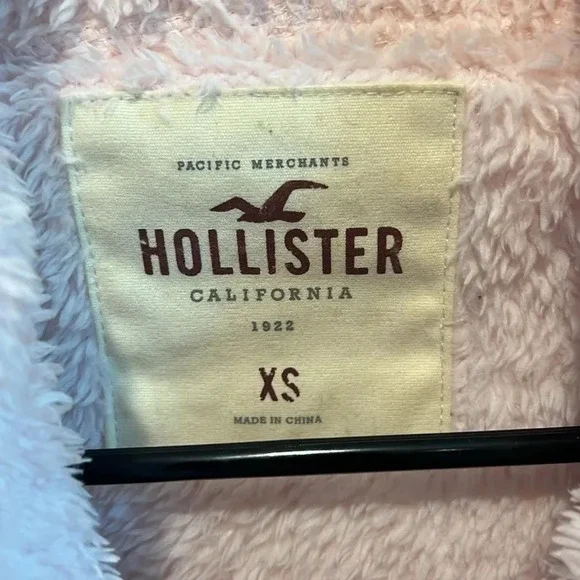 PACIFIC MERCHANTS
HOLLISTER
CALIFORNIA
1922
XS
MADE IN CHINA